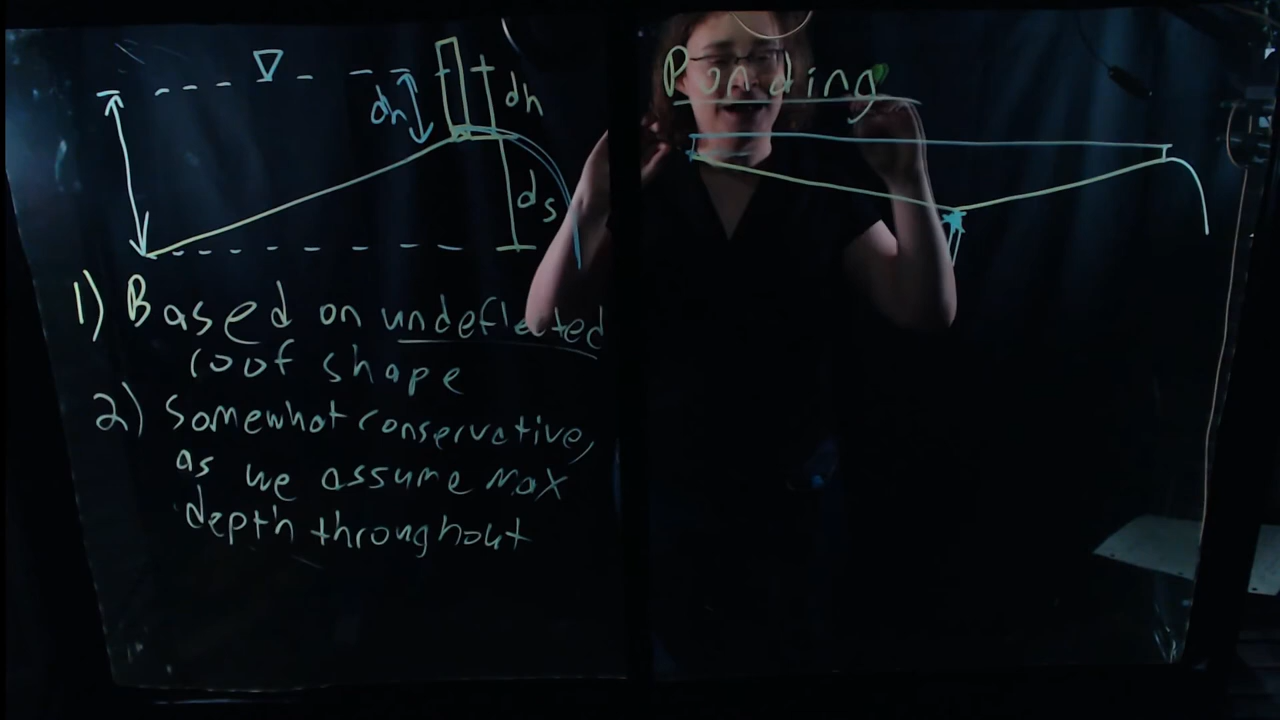 dh
dh
ds
1) Based on undeflected
roof shape
2) Somewhat conservative,
as we assume max
depth throughout
Ponding